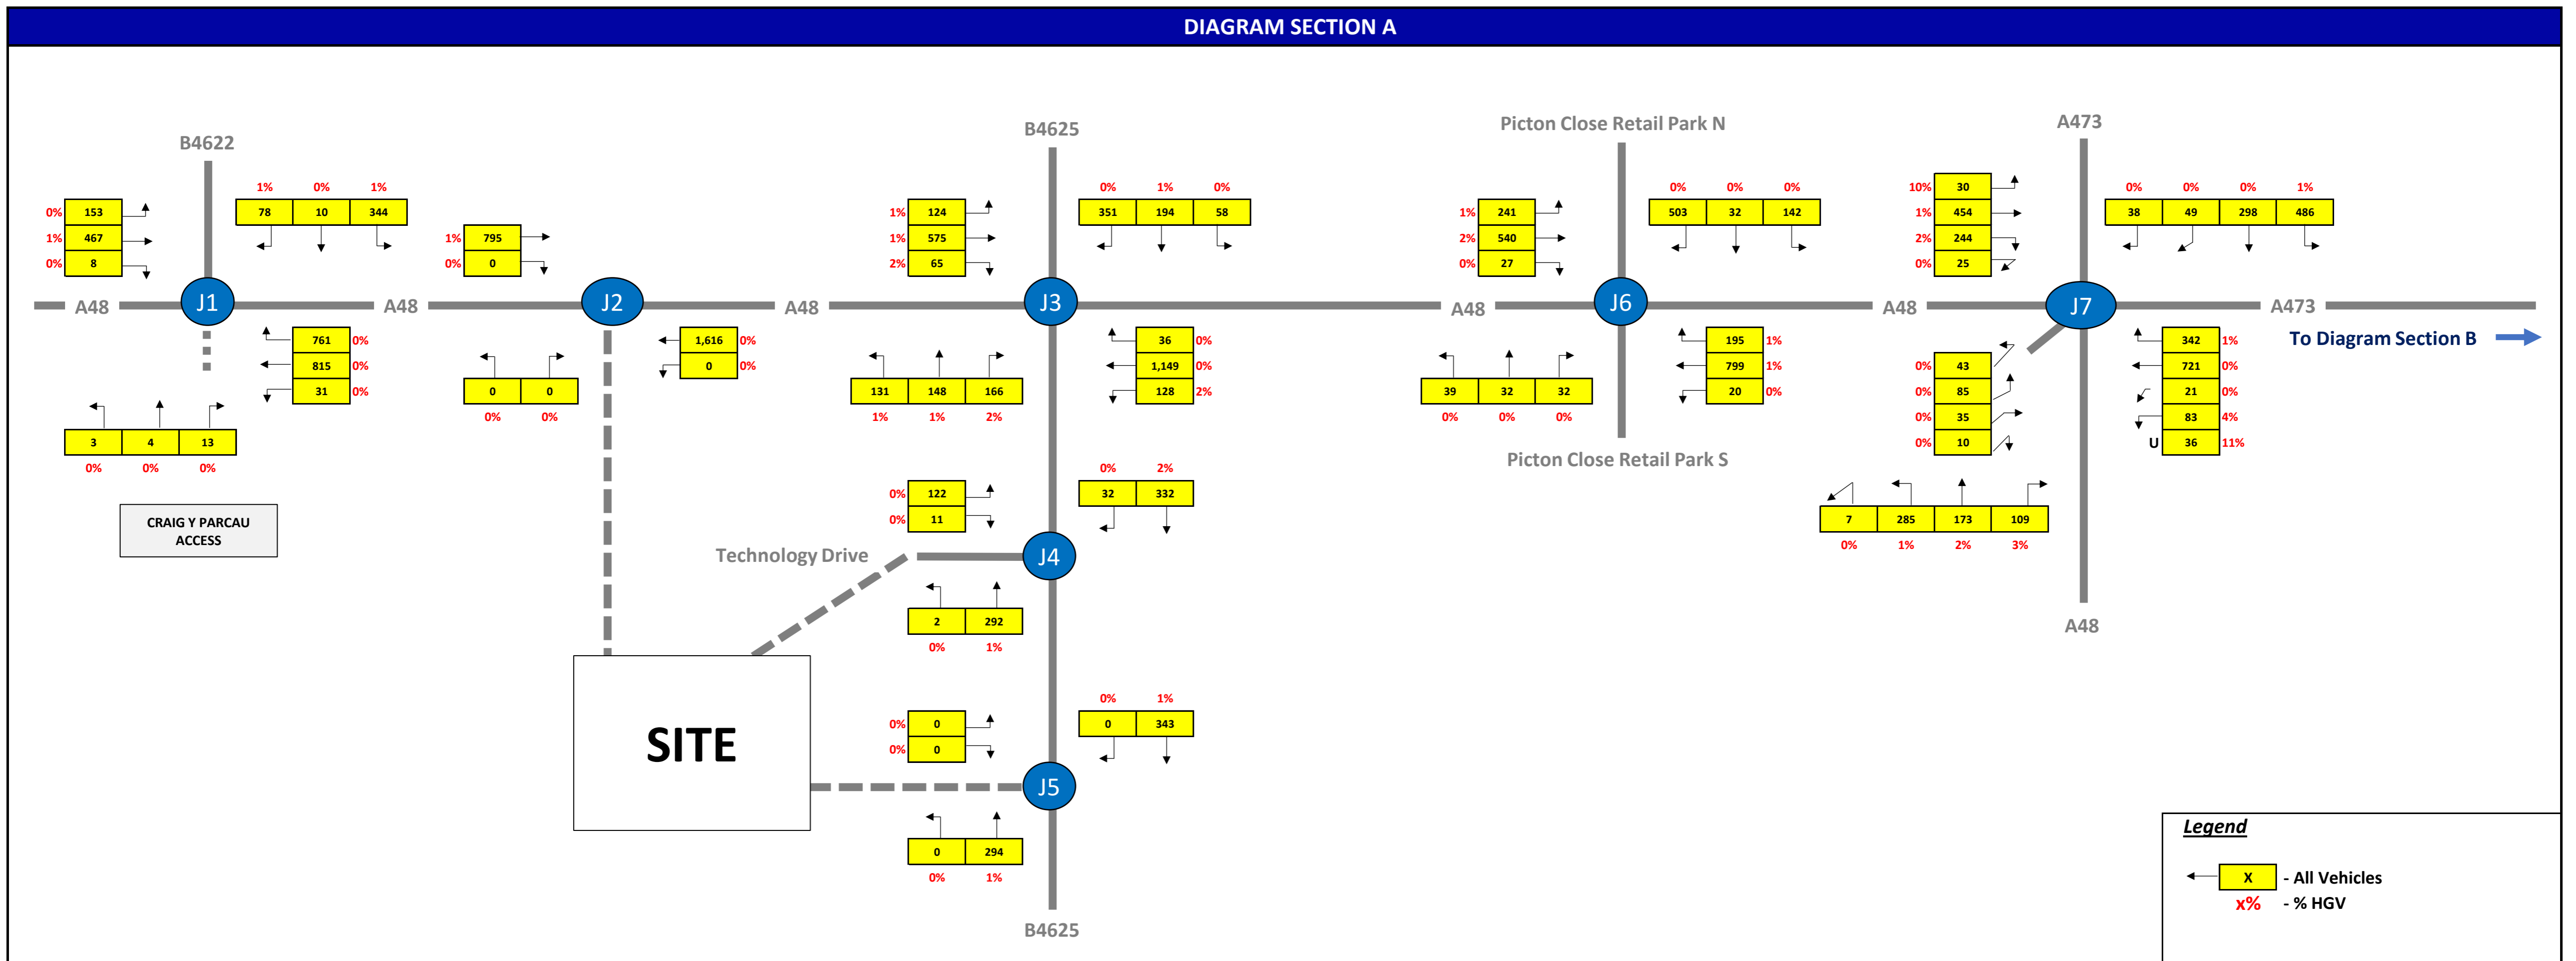 DIAGRAM SECTION A
B4622
B4625
Picton Close Retail Park N
A473
1% 0% 1%
78 10 344
0% 153
1% 467
0% 8
1% 795
0% 0
1% 124
1% 575
2% 65
0% 1% 0%
351 194 58
1% 241
2% 540
0% 27
0% 0% 0%
503 32 142
10% 30
1% 454
2% 244
0% 25
0% 0% 0% 1%
38 49 298 486
A48 J1 A48 J2 A48 J3 A48 J6 A48 J7 A473
To Diagram Section B
761 0%
815 0%
31 0%
3 4 13
0% 0% 0%
0 0
0% 0%
1,616 0%
0 0%
131 148 166
1% 1% 2%
36 0%
1,149 0%
128 2%
39 32 32
0% 0% 0%
195 1%
799 1%
20 0%
0% 43
0% 85
0% 35
0% 10
342 1%
721 0%
21 0%
83 4%
U 36 11%
Picton Close Retail Park S
7 285 173 109
0% 1% 2% 3%
A48
CRAIG Y PARCAU
ACCESS
0% 122
0% 11
0% 2%
32 332
Technology Drive J4
2 292
0% 1%
SITE
0% 0
0% 0
0% 1%
0 343
J5
0 294
0% 1%
B4625
Legend
X - All Vehicles
x% - % HGV